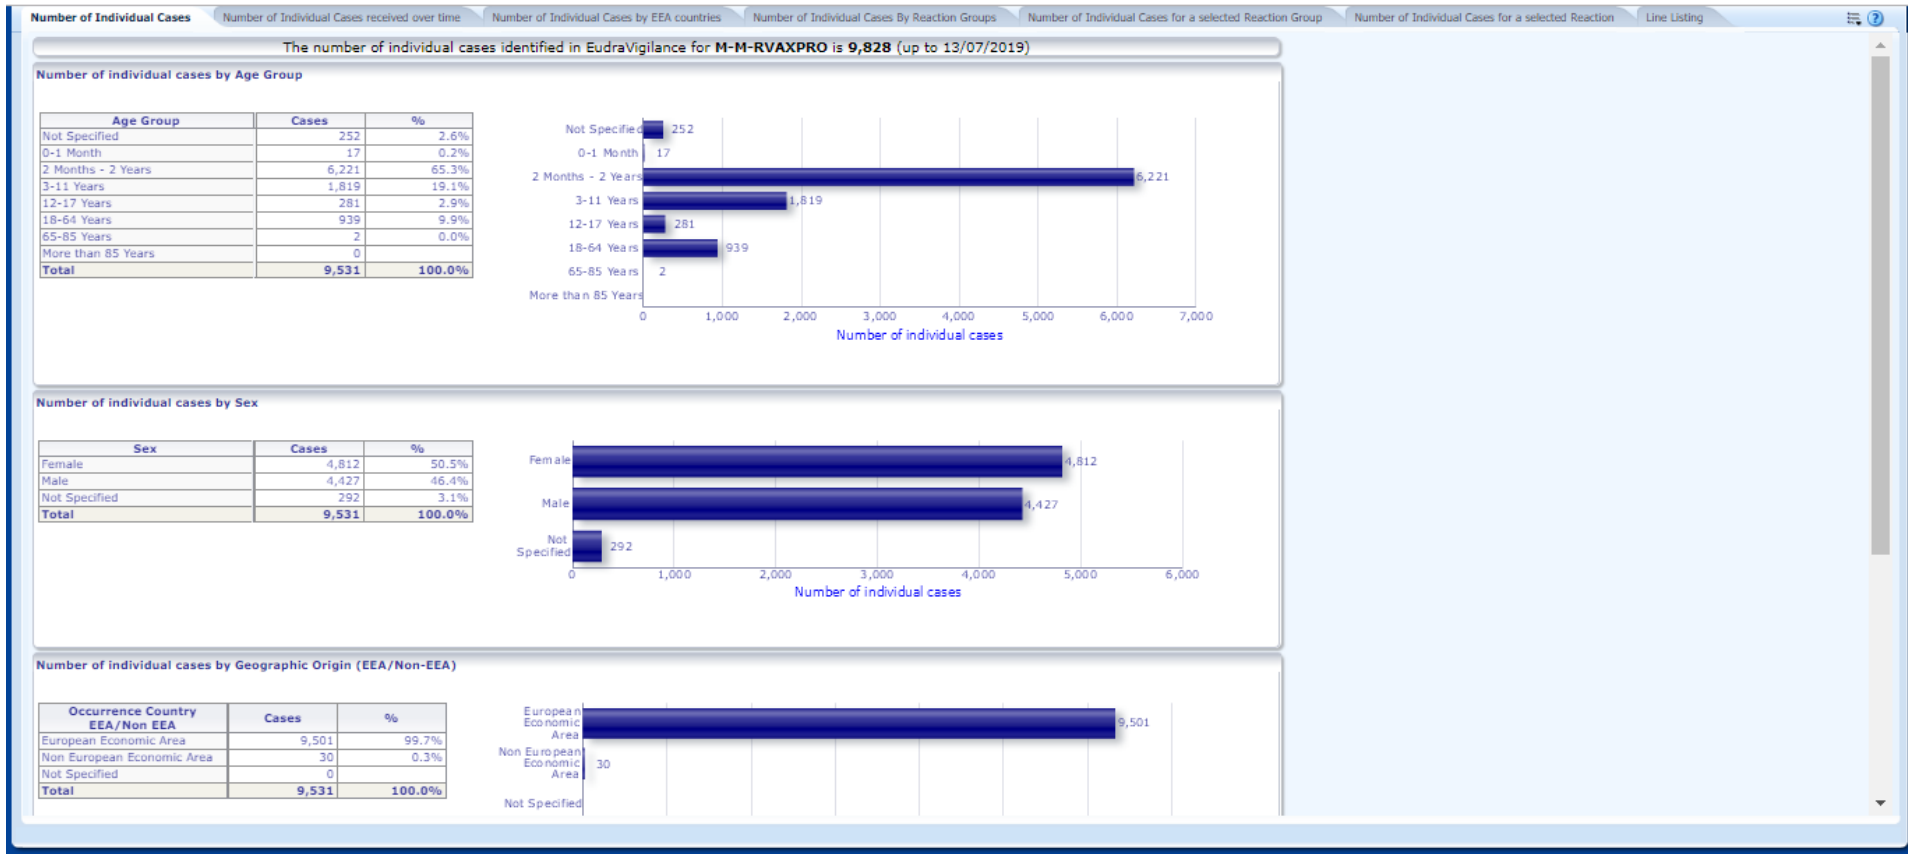 Number of Individual Cases Number of Individual Cases received over time Number of Individual Cases by EEA countries Number of Individual Cases By Reaction Groups Number of Individual Cases for a selected Reaction Group Number of Individual Cases for a selected Reaction Line Listing
The number of individual cases identified in EudraVigilance for M-M-RVAXPRO is 9,828 (up to 13/07/2019)
Number of individual cases by Age Group
Age Group Cases %
Not Specified 252 2.6%
0-1 Month 17 0.2%
2 Months - 2 Years 6,221 65.3%
3-11 Years 1,819 19.1%
12-17 Years 281 2.9%
18-64 Years 939 9.9%
65-85 Years 2 0.0%
More than 85 Years 0
Total 9,531 100.0%
Not Specified 252
0-1 Month 17
2 Months - 2 Years 6,221
3-11 Years 1,819
12-17 Years 281
18-64 Years 939
65-85 Years 2
More than 85 Years
0 1,000 2,000 3,000 4,000 5,000 6,000 7,000
Number of individual cases
Number of individual cases by Sex
Sex Cases %
Female 4,812 50.5%
Male 4,427 46.4%
Not Specified 292 3.1%
Total 9,531 100.0%
Female 4,812
Male 4,427
Not
Specified 292
0 1,000 2,000 3,000 4,000 5,000 6,000
Number of individual cases
Number of individual cases by Geographic Origin (EEA/Non-EEA)
Occurrence Country
EEA/Non EEA Cases %
European Economic Area 9,501 99.7%
Non European Economic Area 30 0.3%
Not Specified 0
Total 9,531 100.0%
European
Economic
Area 9,501
Non European
Economic
Area 30
Not Specified